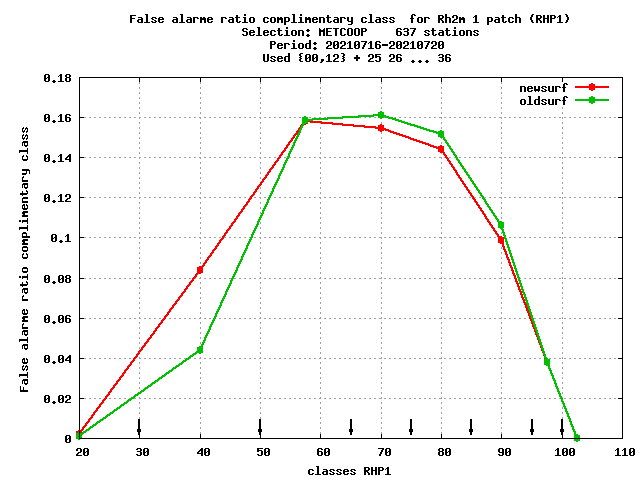 False alarme ratio complimentary class  for Rh2m 1 patch (RHP1)
Selection: METCOOP    637 stations
Period: 20210716-20210720
Used {00,12} + 25 26 ... 36
newsurf
oldsurf
False alarme ratio complimentary class
0.18
0.16
0.14
0.12
0.1
0.08
0.06
0.04
0.02
0
20 30 40 50 60 70 80 90 100 110
classes RHP1